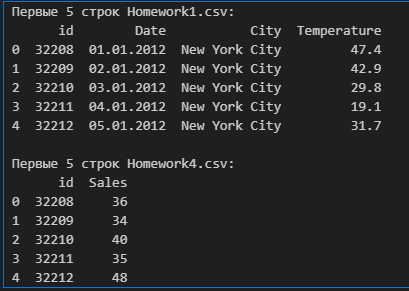 Первые 5 строк Homework1.csv:
id Date City Temperature
0 32208 01.01.2012 New York City 47.4
1 32209 02.01.2012 New York City 42.9
2 32210 03.01.2012 New York City 29.8
3 32211 04.01.2012 New York City 19.1
4 32212 05.01.2012 New York City 31.7
Первые 5 строк Homework4.csv:
id Sales
0 32208 36
1 32209 34
2 32210 40
3 32211 35
4 32212 48